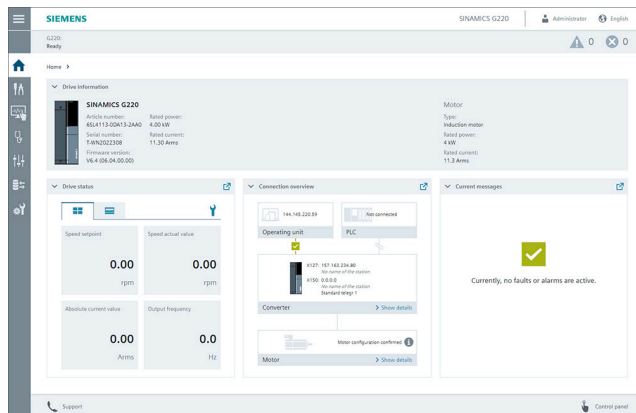 SIEMENS
SINAMICS G220
Administrator
English
G220:
Ready
0
0
Home >
Drive information
SINAMICS G220
Article number:
6SL4113-0DA13-2AA0
Serial number:
T-WN2022308
Firmware version:
V6.4 (06.04.00.00)
Rated power:
4.00 kW
Rated current:
11.30 Arms
Motor
Type:
Induction motor
Rated power:
4 kW
Rated current:
11.3 Arms
Drive status
Speed setpoint
0.00
rpm
Speed actual value
0.00
rpm
Absolute current value
0.00
Arms
Output frequency
0.0
Hz
Connection overview
144.145.220.59
Operating unit
Not connected
PLC
X127: 157.163.234.80
No name of the station
X150: 0.0.0.0
No name of the station
Standard telegr 1
Converter
> Show details
Motor configuration confirmed
Motor
> Show details
Current messages
Currently, no faults or alarms are active.
Support
Control panel